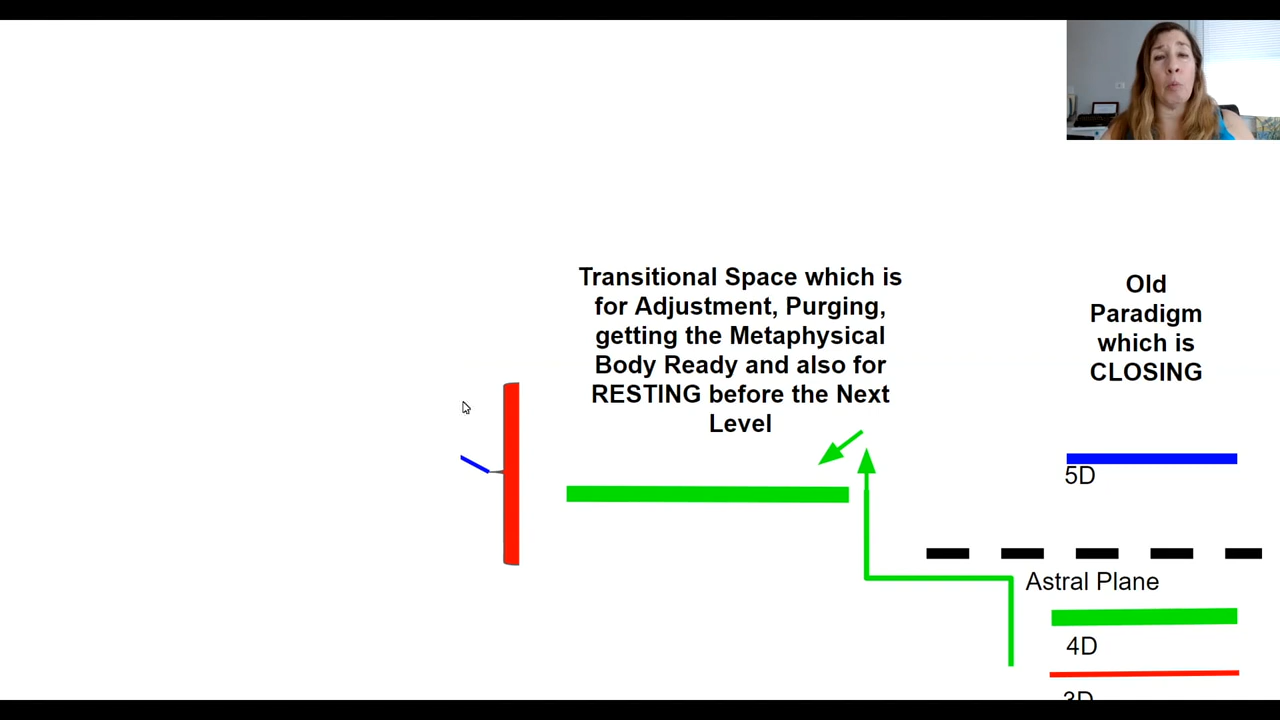 Transitional Space which is
for Adjustment, Purging,
getting the Metaphysical
Body Ready and also for
RESTING before the Next
Level
Old
Paradigm
which is
CLOSING
5D
Astral Plane
4D
3D